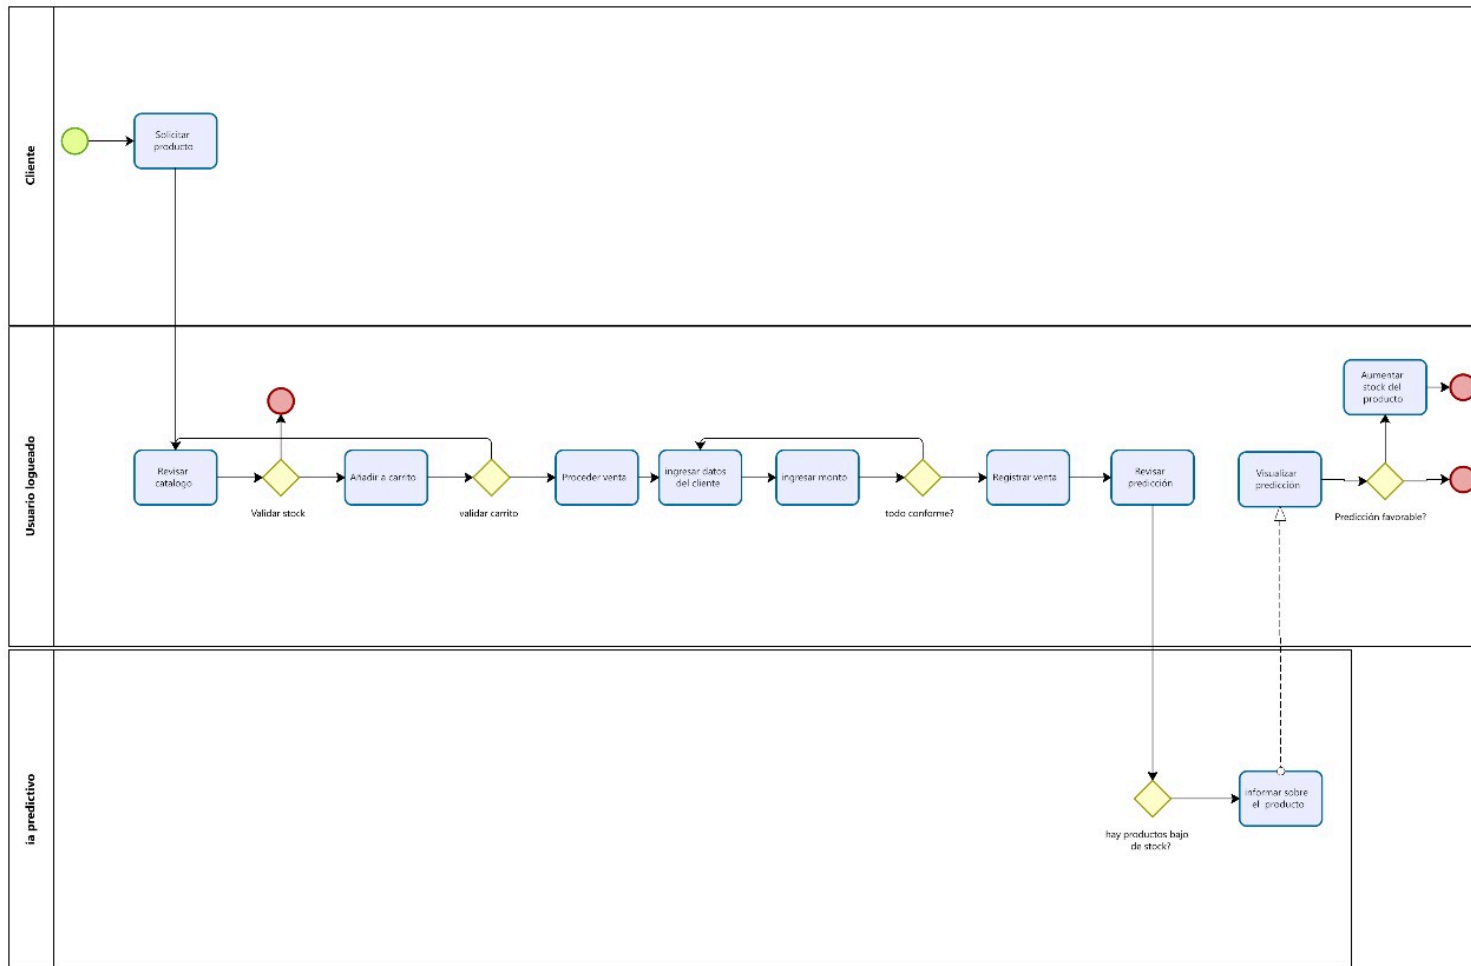 Cliente
Solicitar
producto
Usuario logueado
Revisar
catalogo
Validar stock
Añadir a carrito
validar carrito
Proceder venta
ingresar datos
del cliente
ingresar monto
todo conforme?
Registrar venta
Revisar
predicción
Visualizar
predicción
Aumentar
stock del
producto
Predicción favorable?
ia predictivo
hay productos bajo
de stock?
informar sobre
el producto